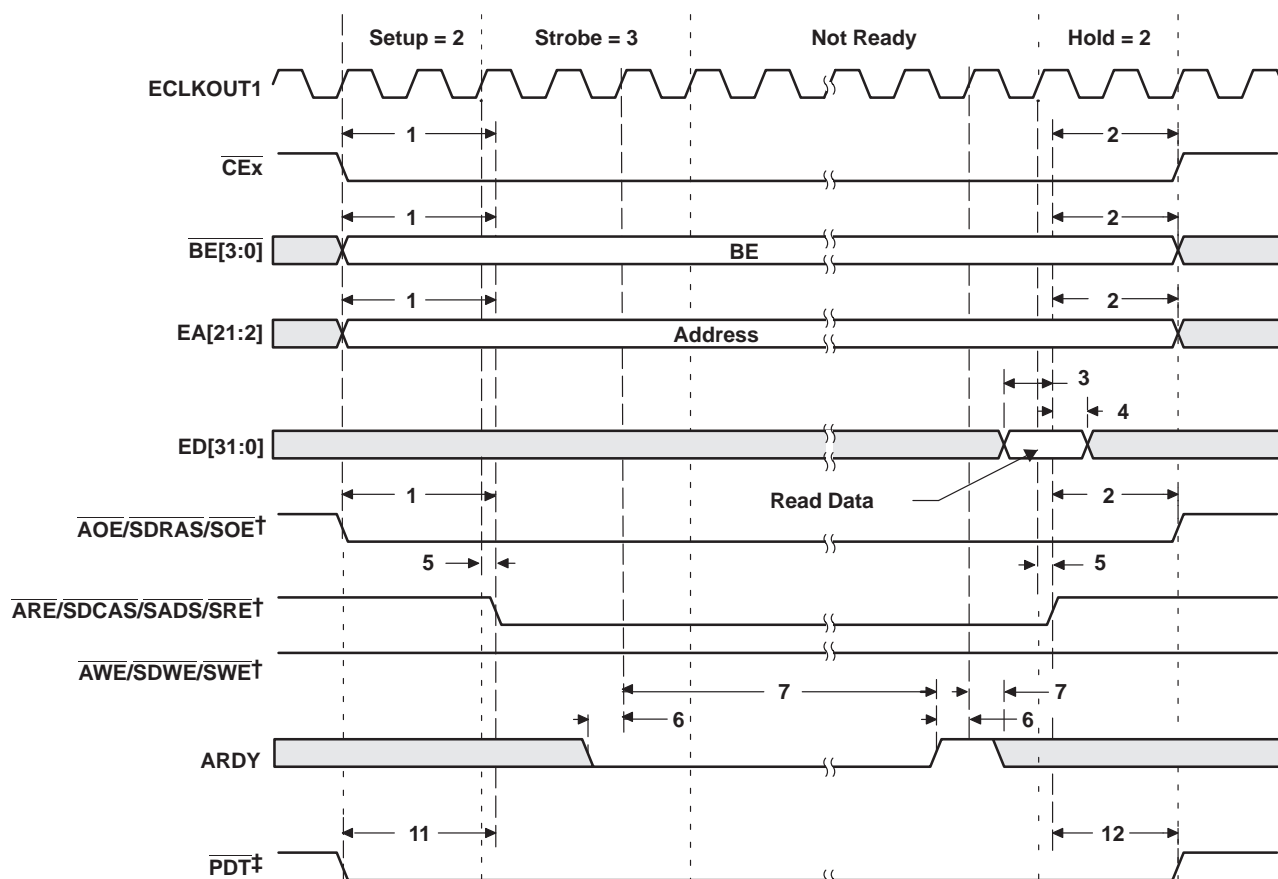 Setup = 2 Strobe = 3 Not Ready Hold = 2
ECLKOUT1
1 2
CEx
1 2
BE[3:0] BE
1 2
EA[21:2] Address
3
4
ED[31:0]
1 Read Data 2
AOE/SDRAS/SOE†
5 5
ARE/SDCAS/SADS/SRE†
AWE/SDWE/SWE†
7 7
6 6
ARDY
11 12
PDT‡